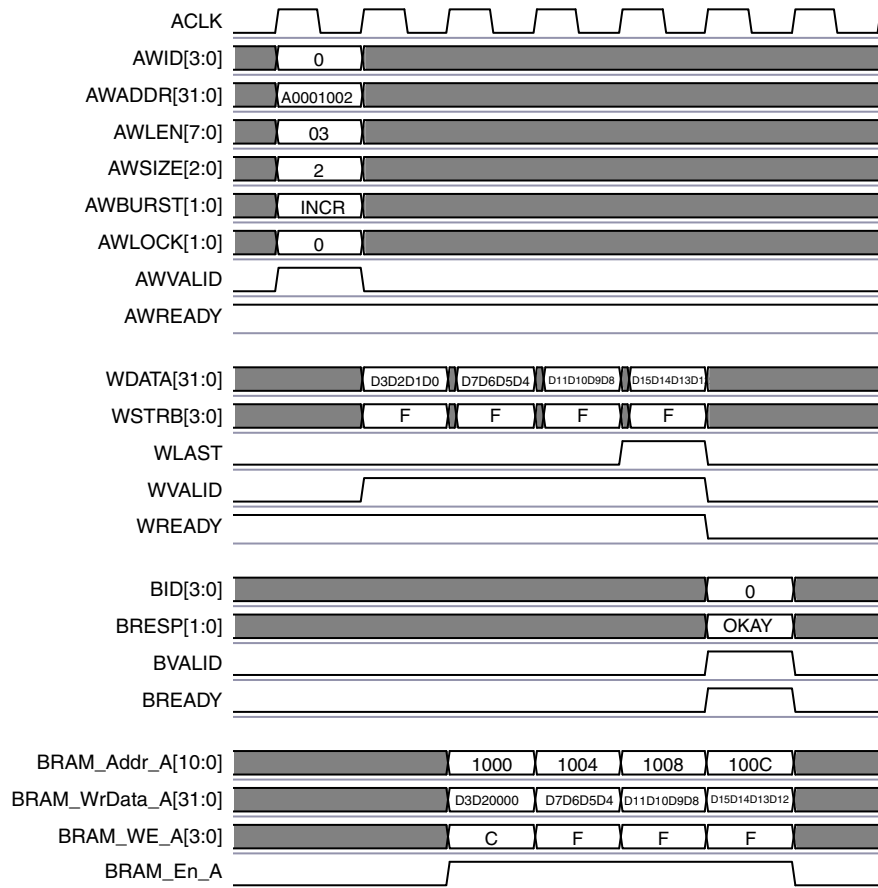 ACLK
AWID[3:0] 0
AWADDR[31:0] A0001002
AWLEN[7:0] 03
AWSIZE[2:0] 2
AWBURST[1:0] INCR
AWLOCK[1:0] 0
AWVALID
AWREADY
WDATA[31:0] D3D2D1D0 D7D6D5D4 D11D10D9D8 D15D14D13D1
WSTRB[3:0] F F F F
WLAST
WVALID
WREADY
BID[3:0] 0
BRESP[1:0] OKAY
BVALID
BREADY
BRAM_Addr_A[10:0] 1000 1004 1008 100C
BRAM_WrData_A[31:0] D3D20000 D7D6D5D4 D11D10D9D8 D15D14D13D12
BRAM_WE_A[3:0] C F F F
BRAM_En_A